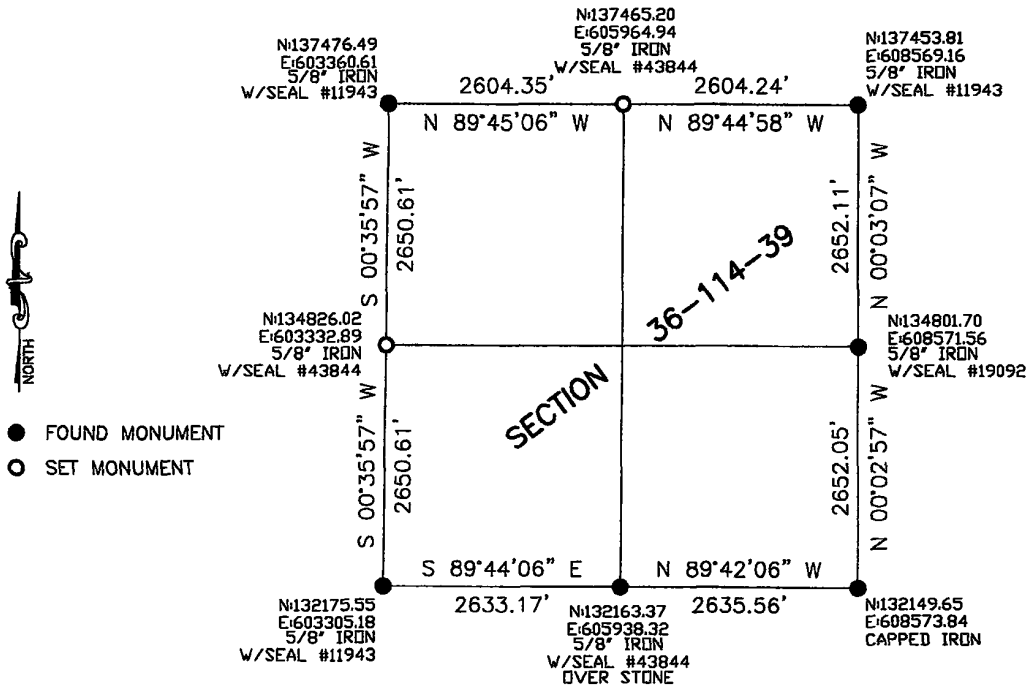 N:137465.20
E:605964.94
5/8" IRON
W/SEAL #43844
N:137476.49
E:603360.61
5/8" IRON
W/SEAL #11943
N:137453.81
E:608569.16
5/8" IRON
W/SEAL #11943
2604.35'
2604.24'
N 89°45'06" W
N 89°44'58" W
S 00°35'57" W
2650.61'
2652.11'
N 00°03'07" W
36-114-39
SECTION
NORTH
N:134826.02
E:603332.89
5/8" IRON
W/SEAL #43844
N:134801.70
E:608571.56
5/8" IRON
W/SEAL #19092
FOUND MONUMENT
SET MONUMENT
S 00°35'57" W
2650.61'
2652.05'
N 00°02'57" W
S 89°44'06" E
N 89°42'06" W
2633.17'
2635.56'
N:132175.55
E:603305.18
5/8" IRON
W/SEAL #11943
N:132163.37
E:605938.32
5/8" IRON
W/SEAL #43844
OVER STONE
N:132149.65
E:608573.84
CAPPED IRON